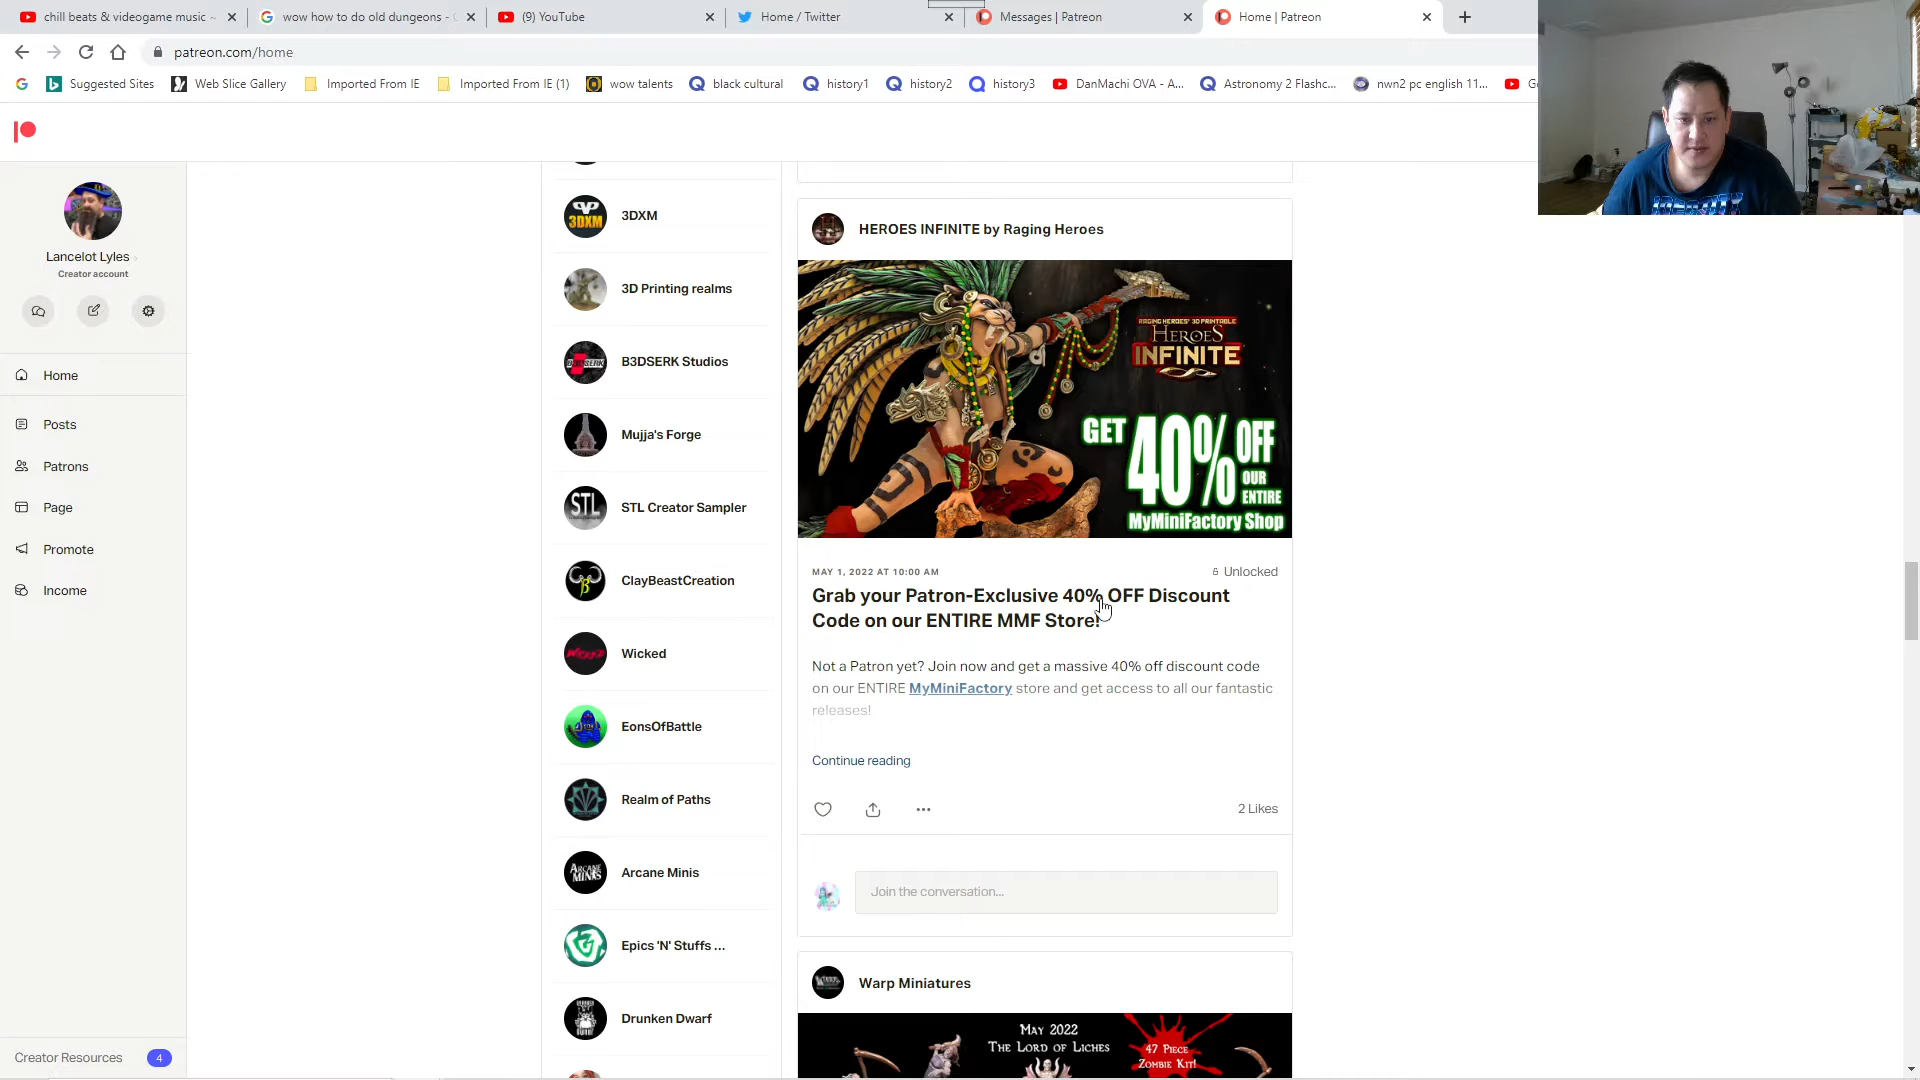 chill beats & videogame music ~
wow how to do old dungeons -
(9) YouTube
Home / Twitter
Messages | Patreon
Home | Patreon
patreon.com/home
Suggested Sites
Web Slice Gallery
Imported From IE
Imported From IE (1)
wow talents
black cultural
history1
history2
history3
DanMachi OVA - A...
Astronomy 2 Flashc...
nwn2 pc english 11...
Lancelot Lyles
Creator account
Home
Posts
Patrons
Page
Promote
Income
Creator Resources
4
3DXM
3DXM
3D Printing realms
B3DSERK Studios
Mujja's Forge
STL
STL Creator Sampler
ClayBeastCreation
Wicked
EonsOfBattle
Realm of Paths
ARCANE
MINIS
Arcane Minis
Epics 'N' Stuffs ...
Drunken Dwarf
HEROES INFINITE by Raging Heroes
RAGING HEROES' 3D PRINTABLE
HEROES
INFINITE
GET 40% OFF
OUR
ENTIRE
MyMiniFactory Shop
MAY 1, 2022 AT 10:00 AM
Unlocked
Grab your Patron-Exclusive 40% OFF Discount
Code on our ENTIRE MMF Store!
Not a Patron yet? Join now and get a massive 40% off discount code
on our ENTIRE MyMiniFactory store and get access to all our fantastic
releases!
Continue reading
2 Likes
Join the conversation...
Warp Miniatures
MAY 2022
THE LORD OF LICHES
47 PIECE
ZOMBIE KIT!